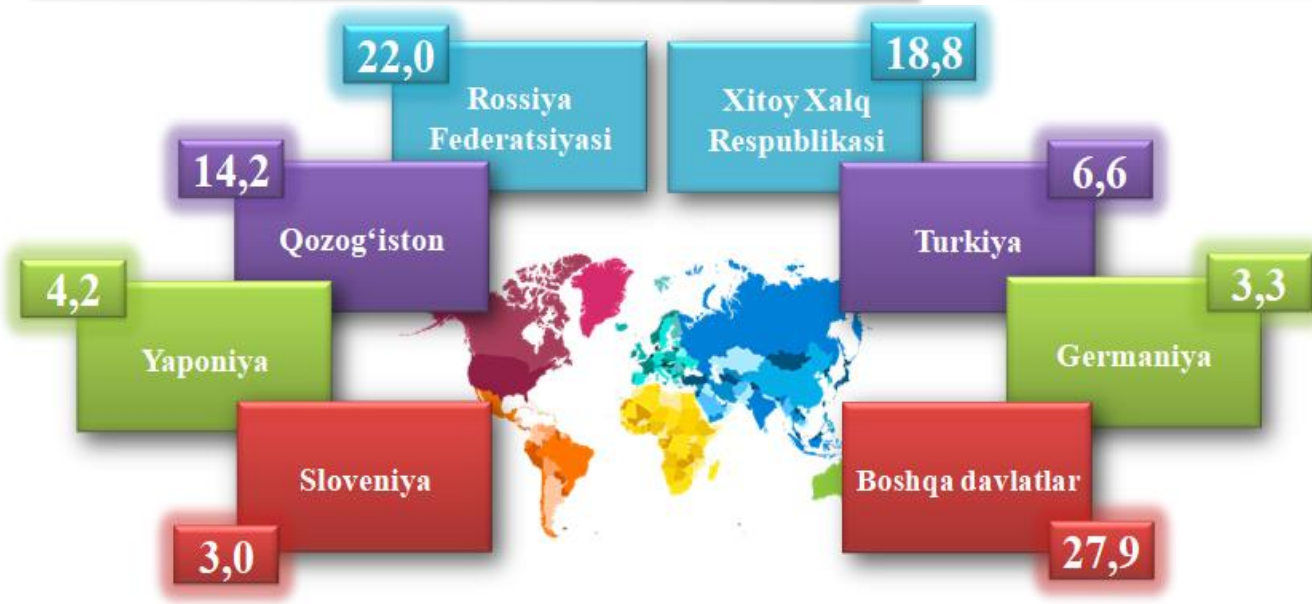 22,0
Rossiya
Federatsiyasi
18,8
Xitoy Xalq
Respublikasi
14,2
Qozog‘iston
6,6
Turkiya
4,2
Yaponiya
3,3
Germaniya
Sloveniya
3,0
Boshqa davlatlar
27,9